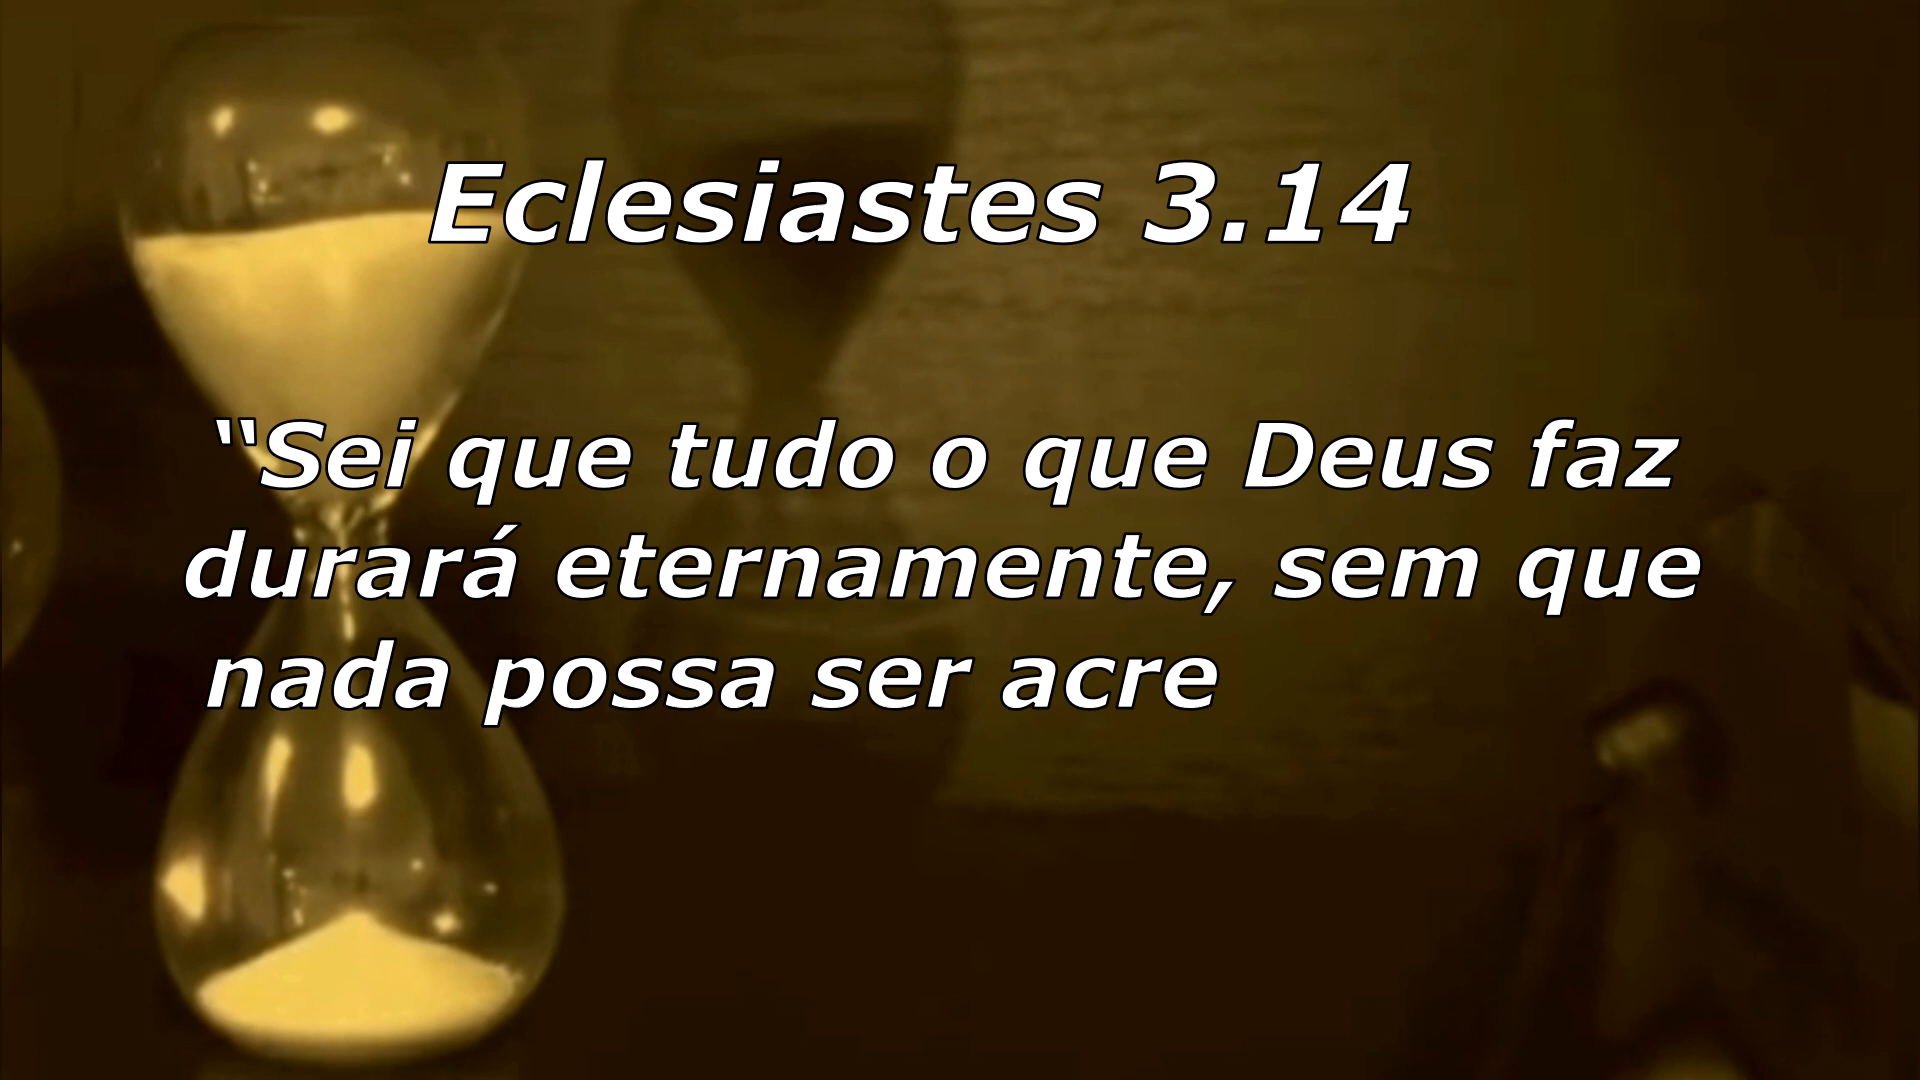 Eclesiastes 3.14
“Sei que tudo o que Deus faz
durará eternamente, sem que
nada possa ser acre